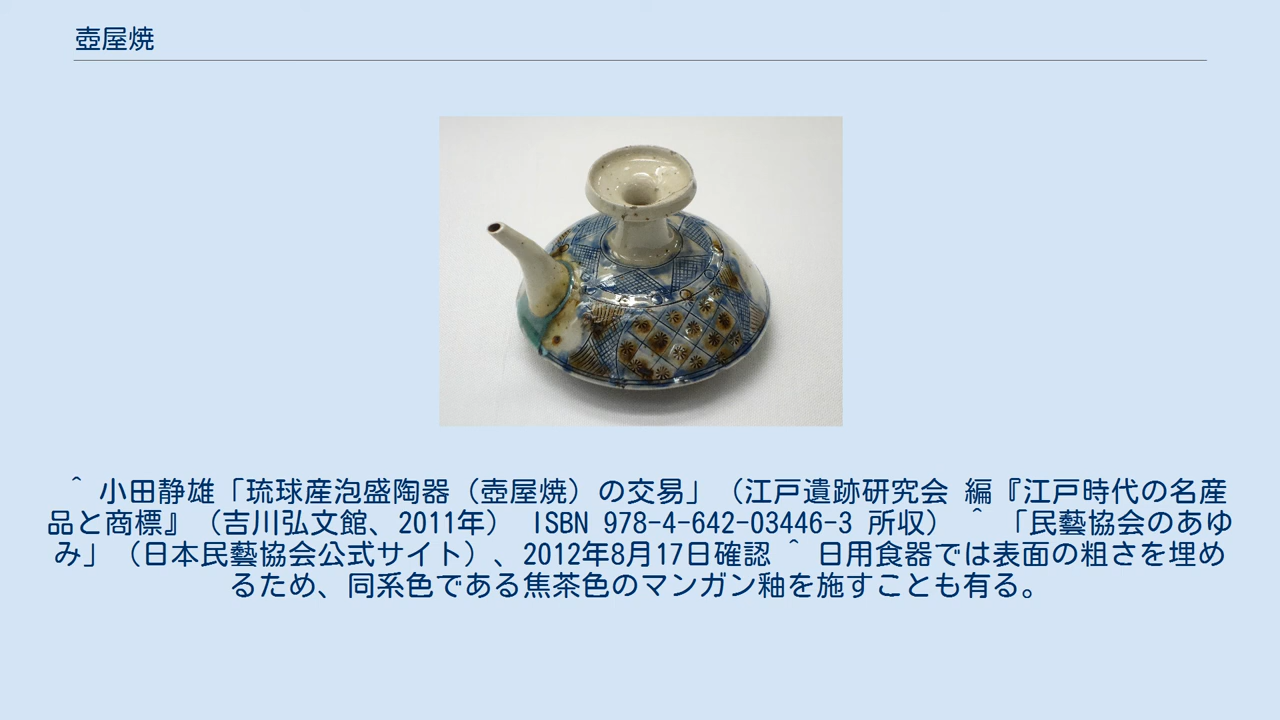 壺屋焼
^ 小田静雄「琉球産泡盛陶器（壺屋焼）の交易」（江戸遺跡研究会 編『江戸時代の名産
品と商標』（吉川弘文館、2011年） ISBN 978-4-642-03446-3 所収） ^ 「民藝協会のあゆ
み」（日本民藝協会公式サイト）、2012年8月17日確認 ^ 日用食器では表面の粗さを埋め
るため、同系色である焦茶色のマンガン釉を施すことも有る。